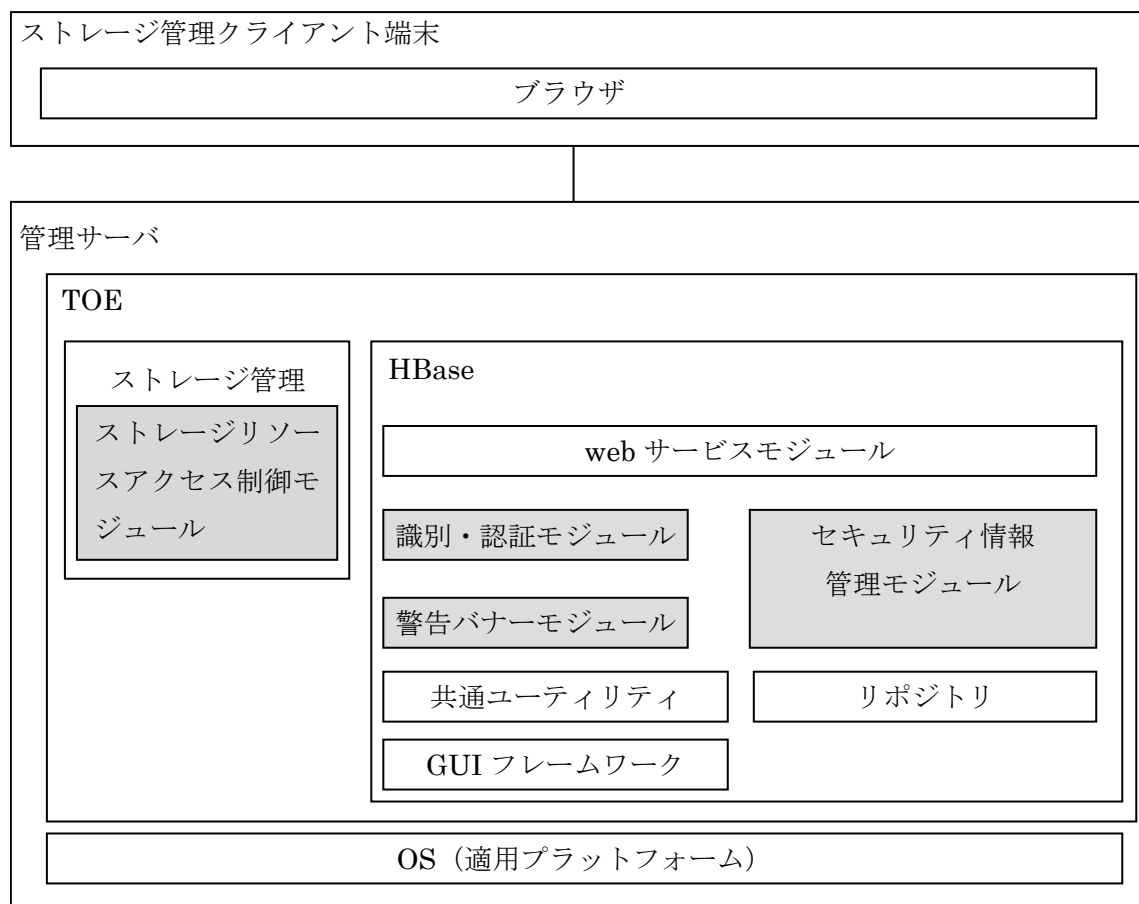 ストレージ管理クライアント端末
ブラウザ
管理サーバ
TOE
ストレージ管理
ストレージリソー
スアクセス制御モ
ジュール
HBase
web サービスモジュール
識別・認証モジュール
セキュリティ情報
管理モジュール
警告バナーモジュール
共通ユーティリティ
リポジトリ
GUI フレームワーク
OS（適用プラットフォーム）